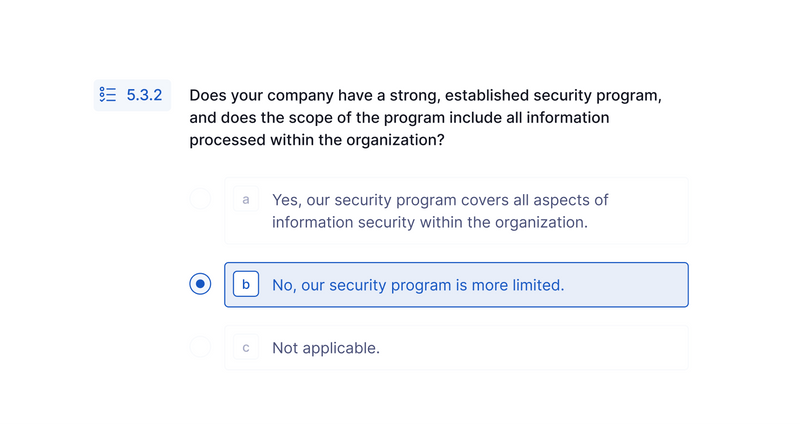 5.3.2
Does your company have a strong, established security program,
and does the scope of the program include all information
processed within the organization?
a
Yes, our security program covers all aspects of
information security within the organization.
b
No, our security program is more limited.
c
Not applicable.